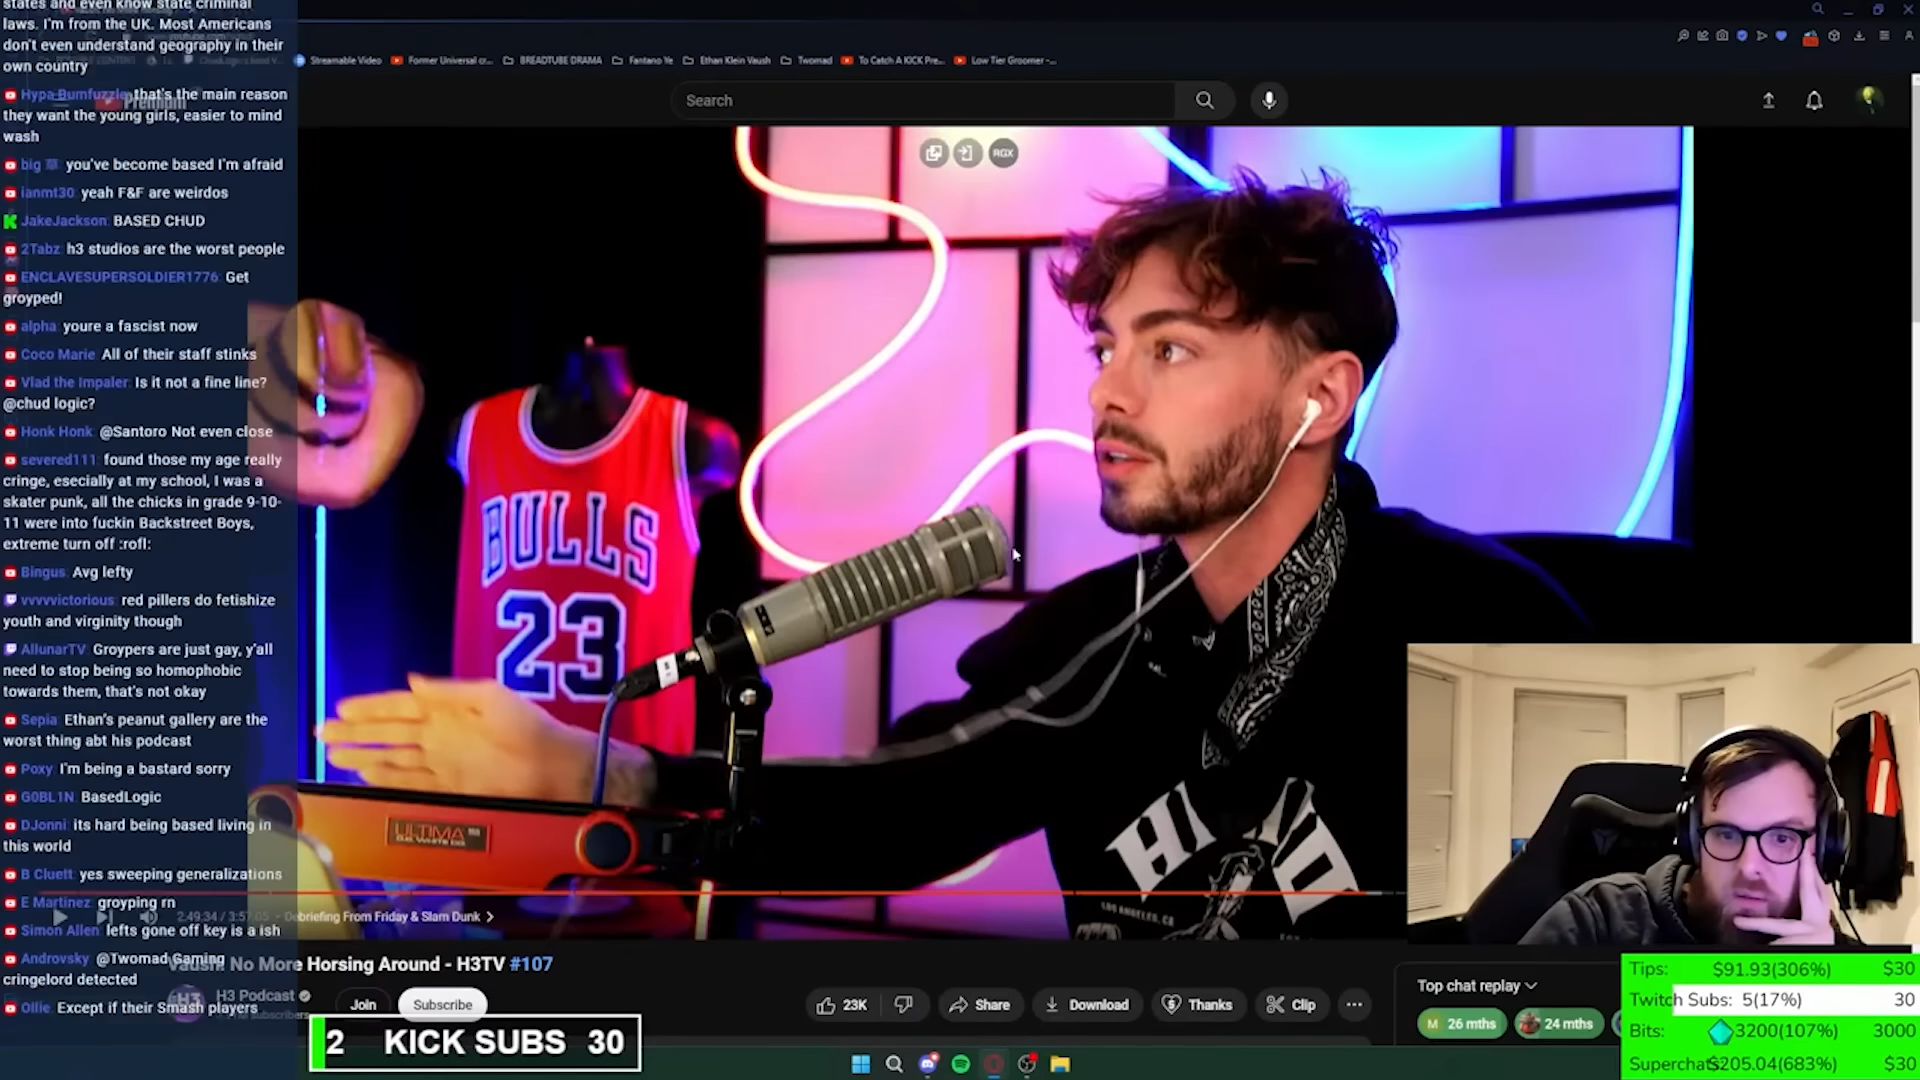 states and even know state criminal
laws. I'm from the UK. Most Americans
don't even understand geography in their
own country
Hypa Bumfuzzle: that's the main reason
they want the young girls, easier to mind
wash
big you've become based I'm afraid
ianmt30: yeah F&F are weirdos
JakeJackson: BASED CHUD
2Tabz: h3 studios are the worst people
ENCLAVESUPERSOLDIER1776: Get
groyped!
alpha: youre a fascist now
Coco Marie: All of their staff stinks
Vlad the Impaler: Is it not a fine line?
@chud logic?
Honk Honk: @Santoro Not even close
severed111: found those my age really
cringe, esecially at my school, I was a
skater punk, all the chicks in grade 9-10-
11 were into fuckin Backstreet Boys,
extreme turn off :rofl:
Bingus: Avg lefty
vvvvvictorious: red pillers do fetishize
youth and virginity though
AllunarTV: Groypers are just gay, y'all
need to stop being so homophobic
towards them, that's not okay
Sepia: Ethan's peanut gallery are the
worst thing abt his podcast
Poxy: I'm being a bastard sorry
G0BL1N: BasedLogic
DJonni: its hard being based living in
this world
B Cluett: yes sweeping generalizations
E Martinez: groyping rn
Simon Allen: lefts gone off key is a ish
Androvsky: @Twomad Gaming
cringelord detected
Ollie: Except if their Smash players
Streamable Video
Former Universal cr...
BREADTUBE DRAMA
Fantano Ye
Ethan Klein Vaush
Twomad
To Catch A KICK Pre...
Low Tier Groomer -...
Premium
Search
RGX
BULLS
23
ULTIMA
LOS ANGELES, CA
2:49:34 / 3:57:05 • Debriefing From Friday & Slam Dunk
Vaush: No More Horsing Around - H3TV #107
H3 Podcast
Join
Subscribe
23K
Share
Download
Thanks
Clip
Top chat replay
M 26 mths
24 mths
2 KICK SUBS 30
Tips: $91.93(306%) $30
Twitch Subs: 5(17%) 30
Bits: 3200(107%) 3000
Superchats: $205.04(683%) $30